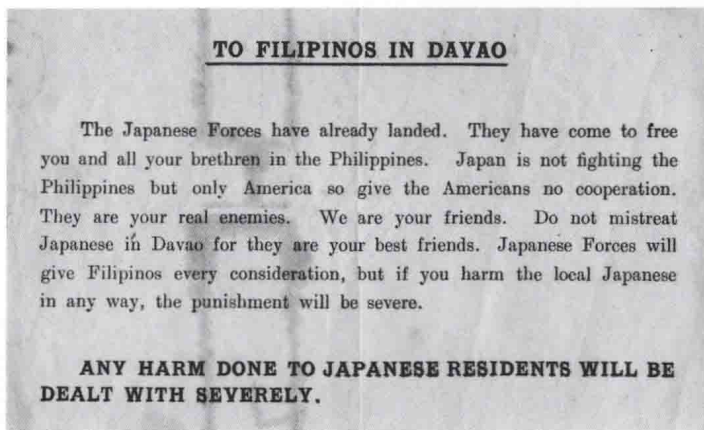 TO FILIPINOS IN DAVAO
The Japanese Forces have already landed. They have come to free
you and all your brethren in the Philippines. Japan is not fighting the
Philippines but only America so give the Americans no cooperation.
They are your real enemies. We are your friends. Do not mistreat
Japanese in Davao for they are your best friends. Japanese Forces will
give Filipinos every consideration, but if you harm the local Japanese
in any way, the punishment will be severe.
ANY HARM DONE TO JAPANESE RESIDENTS WILL BE
DEALT WITH SEVERELY.